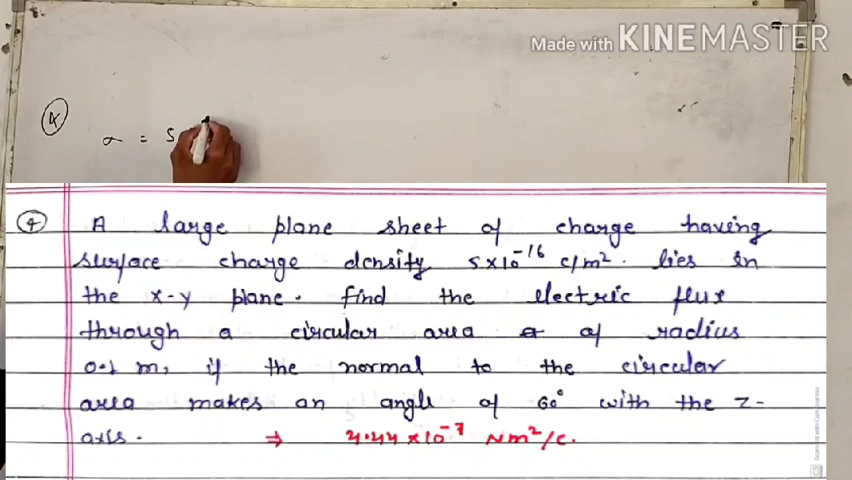 Made with KINEMASTER
④
σ = 5
④ A large plane sheet of charge having
surface charge density 5×10⁻¹⁶ c/m². lies in
the x-y plane. find the electric flux
through a circular area of radius
0.1 m, if the normal to the circular
area makes an angle of 60° with the z-
axis. ⇒ 4.44 ×10⁻⁷ Nm²/c.